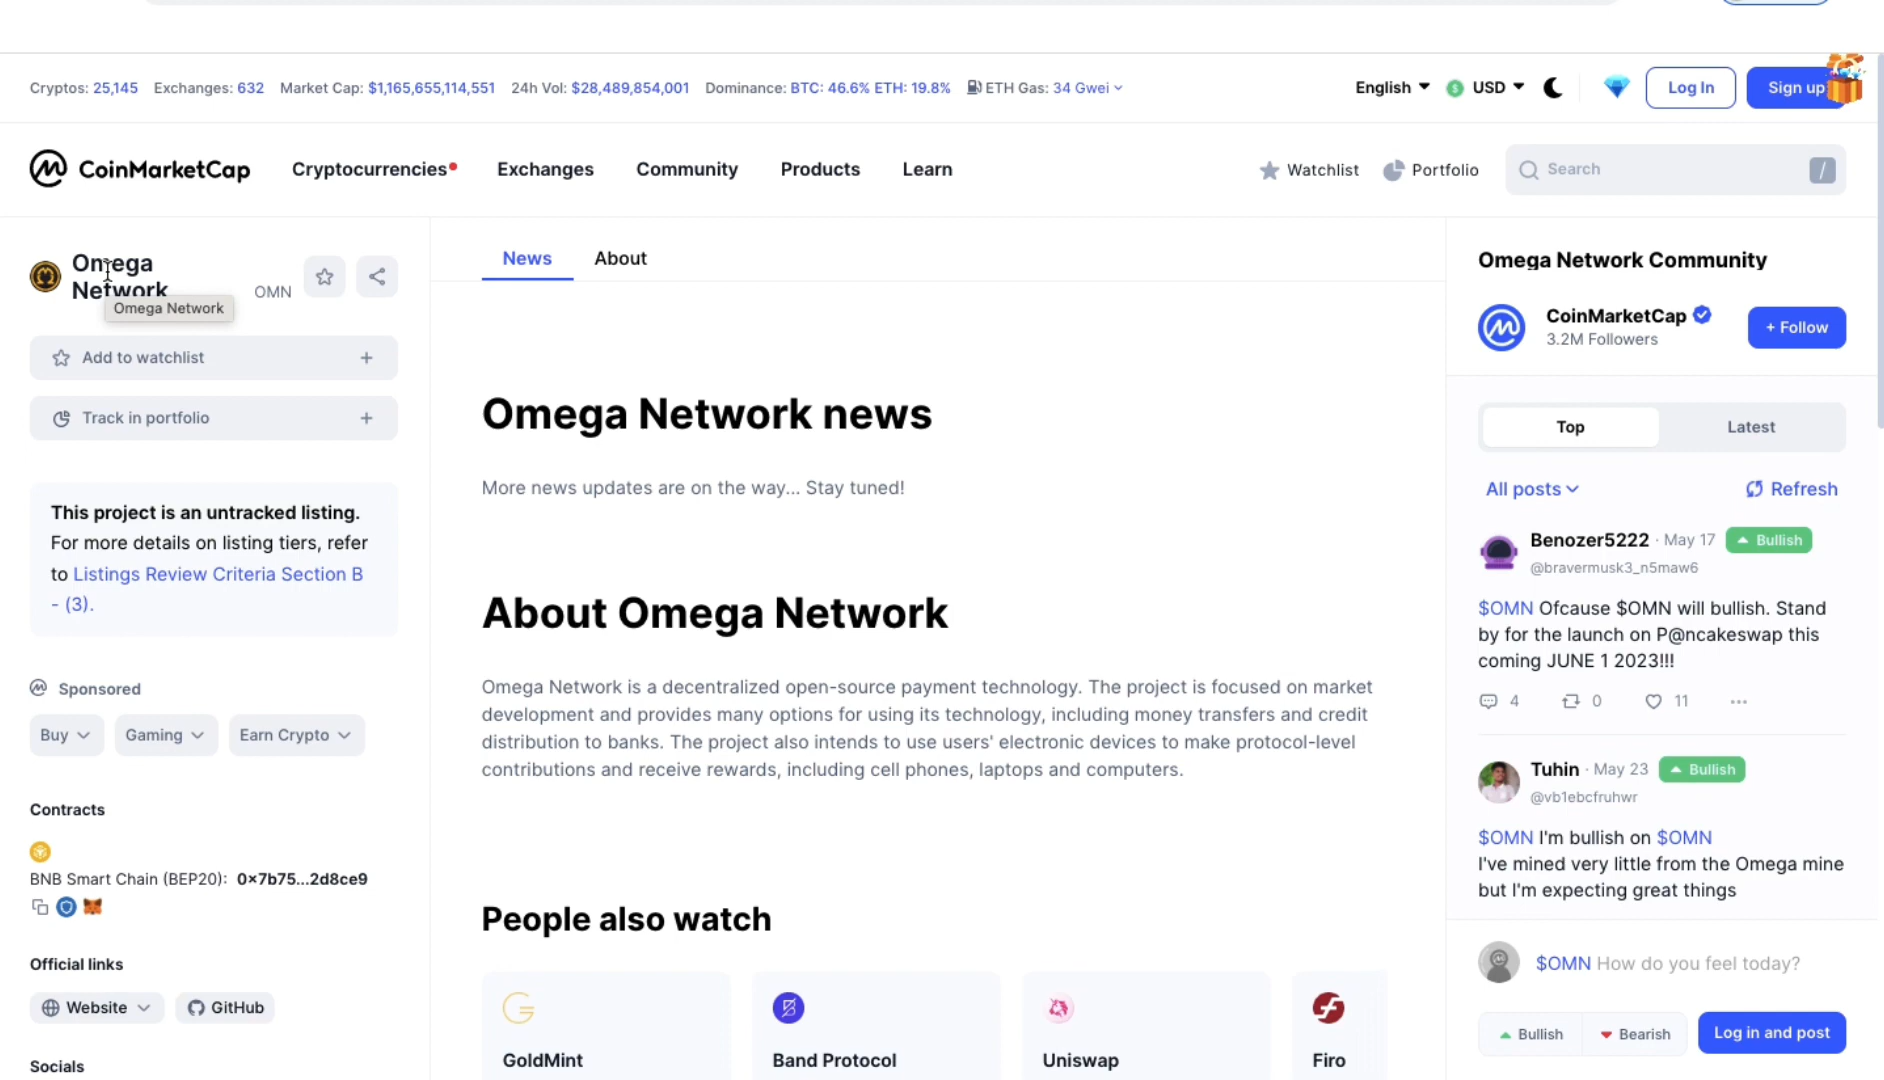 Cryptos: 25,145 Exchanges: 632 Market Cap: $1,165,655,114,551 24h Vol: $28,489,854,001 Dominance: BTC: 46.6% ETH: 19.8% ETH Gas: 34 Gwei
English USD Log In Sign up
CoinMarketCap Cryptocurrencies Exchanges Community Products Learn
Watchlist Portfolio Search /
Omega
Network OMN
Omega Network
Add to watchlist +
Track in portfolio +
This project is an untracked listing.
For more details on listing tiers, refer
to Listings Review Criteria Section B
- (3).
Sponsored
Buy Gaming Earn Crypto
Contracts
BNB Smart Chain (BEP20): 0x7b75...2d8ce9
Official links
Website GitHub
Socials
News About
Omega Network news
More news updates are on the way... Stay tuned!
About Omega Network
Omega Network is a decentralized open-source payment technology. The project is focused on market
development and provides many options for using its technology, including money transfers and credit
distribution to banks. The project also intends to use users' electronic devices to make protocol-level
contributions and receive rewards, including cell phones, laptops and computers.
People also watch
GoldMint Band Protocol Uniswap Firo
Omega Network Community
CoinMarketCap
3.2M Followers
+ Follow
Top Latest
All posts Refresh
Benozer5222 · May 17 Bullish
@bravermusk3_n5maw6
$OMN Ofcause $OMN will bullish. Stand
by for the launch on P@ncakeswap this
coming JUNE 1 2023!!!
4 0 11 ...
Tuhin · May 23 Bullish
@vb1ebcfruhwr
$OMN I'm bullish on $OMN
I've mined very little from the Omega mine
but I'm expecting great things
$OMN How do you feel today?
Bullish Bearish Log in and post